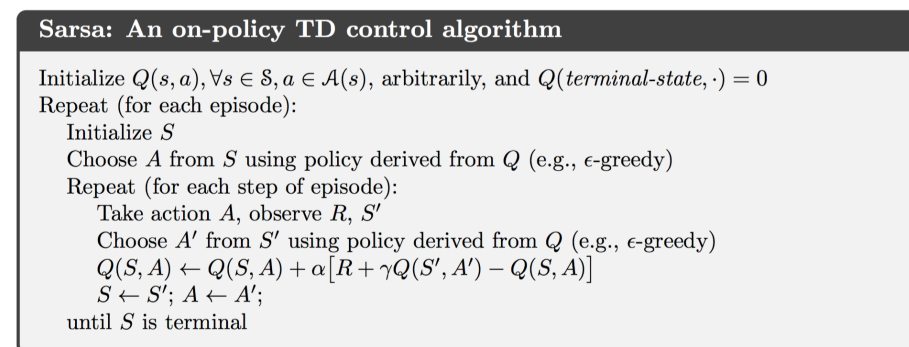 Sarsa: An on-policy TD control algorithm
Initialize Q(s, a), ∀s ∈ 𝒮, a ∈ 𝒜(s), arbitrarily, and Q(terminal-state, ·) = 0
Repeat (for each episode):
Initialize S
Choose A from S using policy derived from Q (e.g., ϵ-greedy)
Repeat (for each step of episode):
Take action A, observe R, S′
Choose A′ from S′ using policy derived from Q (e.g., ϵ-greedy)
Q(S, A) ← Q(S, A) + α[R + γQ(S′, A′) − Q(S, A)]
S ← S′; A ← A′;
until S is terminal